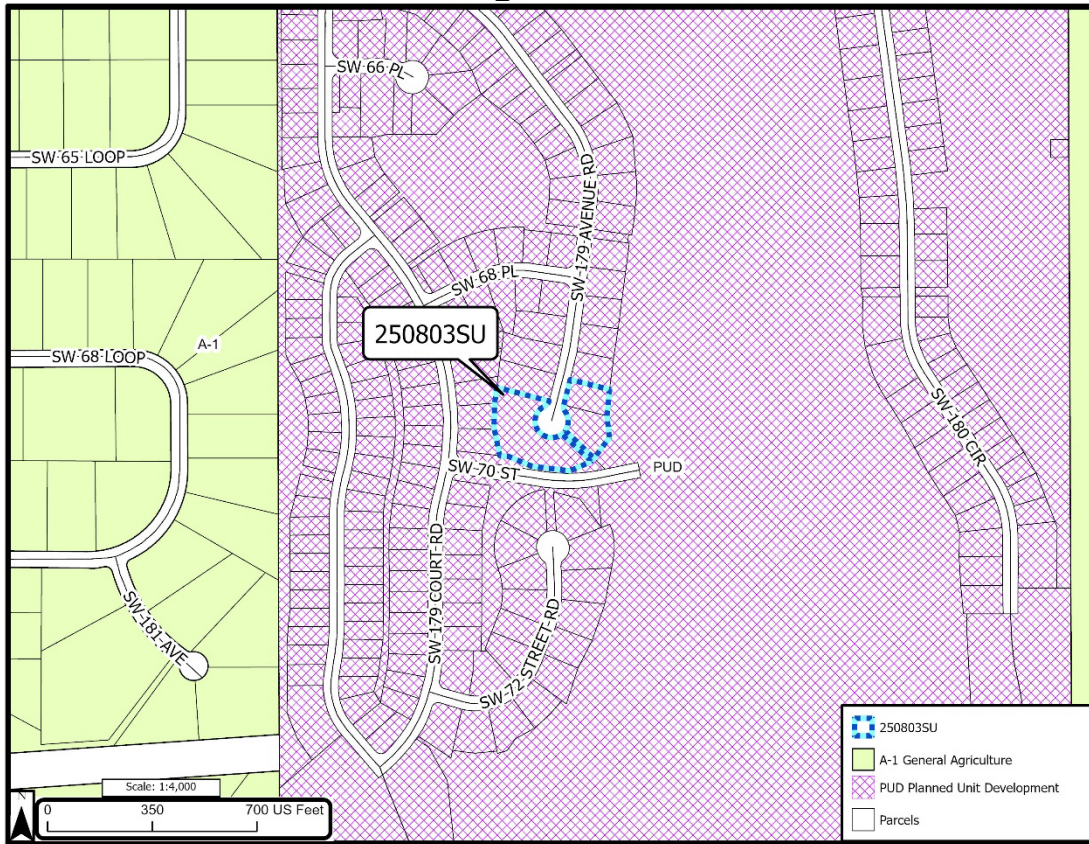 SW 66 PL
SW 65 LOOP
SW 179 AVENUE RD
SW 68 PL
250803SU
A-1
SW 68 LOOP
SW 180 CIR
SW 70 ST
PUD
SW 179 COURT RD
SW 181 AVE
SW 72 STREET RD
250803SU
A-1 General Agriculture
PUD Planned Unit Development
Parcels
Scale: 1:4,000
0 350 700 US Feet